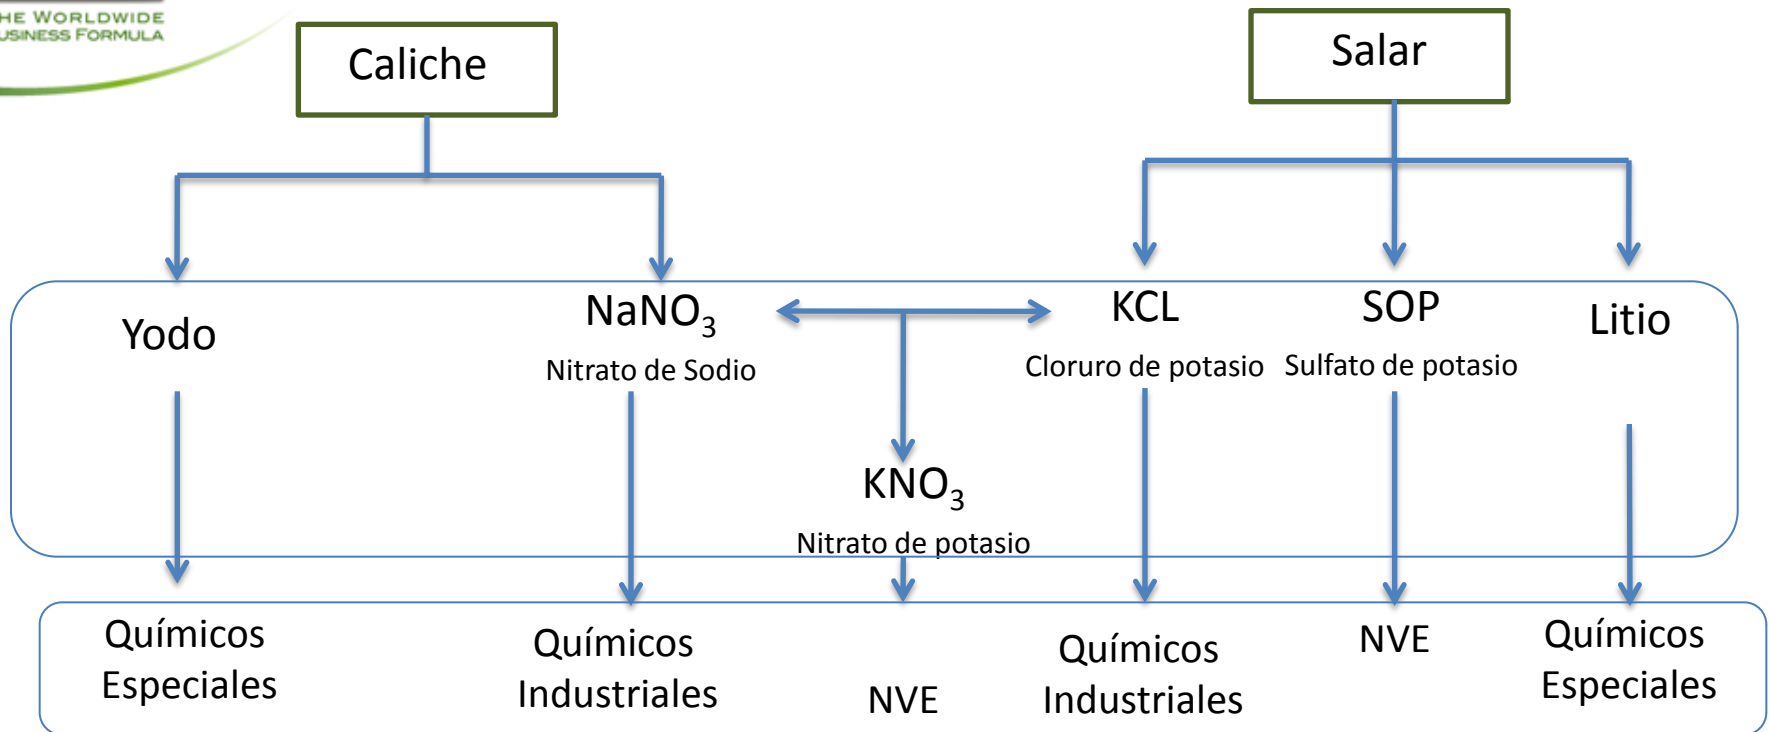 HE WORLDWIDE
USINESS FORMULA
Caliche
Salar
Yodo
NaNO₃
Nitrato de Sodio
KCL
Cloruro de potasio
SOP
Sulfato de potasio
Litio
KNO₃
Nitrato de potasio
Químicos
Especiales
Químicos
Industriales
NVE
Químicos
Industriales
NVE
Químicos
Especiales